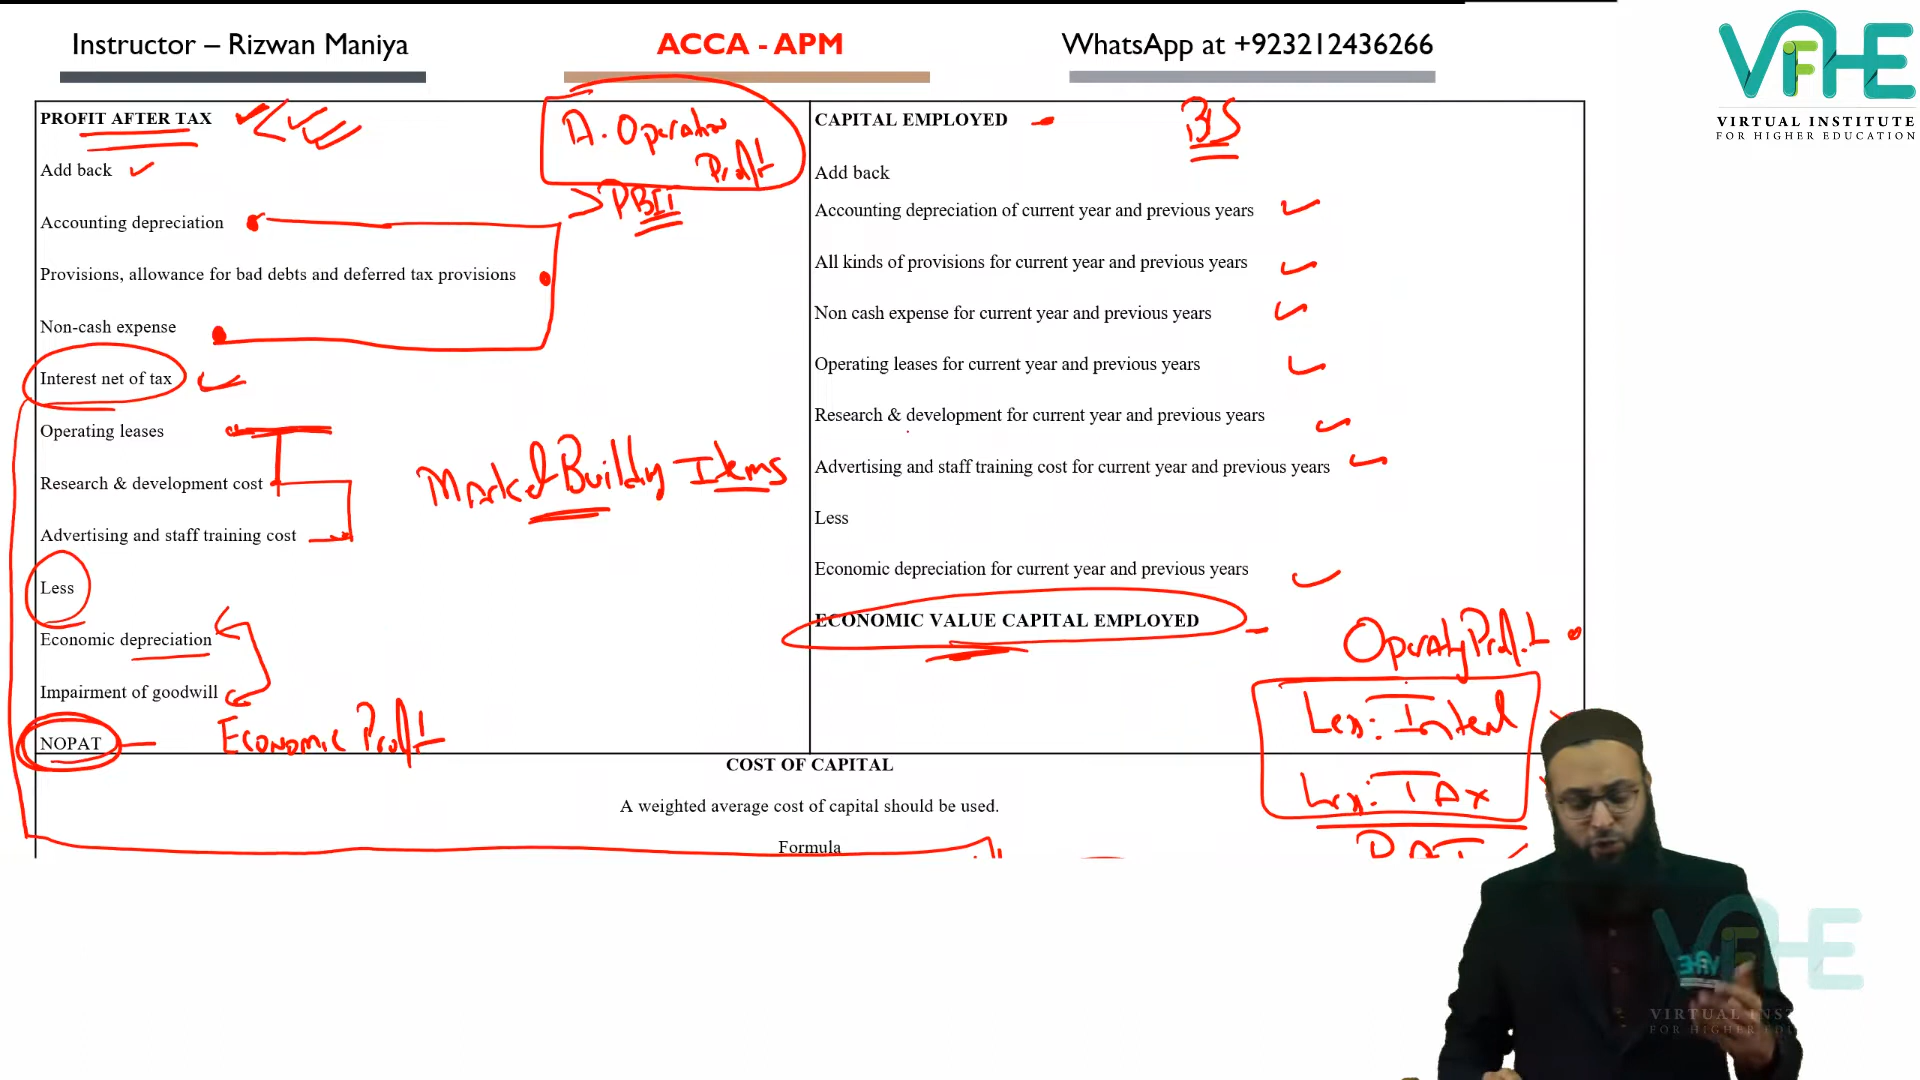 Instructor – Rizwan Maniya
ACCA - APM
WhatsApp at +923212436266
VIRTUAL INSTITUTE
FOR HIGHER EDUCATION
PROFIT AFTER TAX
Add back
Accounting depreciation
Provisions, allowance for bad debts and deferred tax provisions
Non-cash expense
Interest net of tax
Operating leases
Research & development cost
Advertising and staff training cost
Less
Economic depreciation
Impairment of goodwill
NOPAT
Economic Profit
A. Operating
Profit
PBIT
Market Building Items
CAPITAL EMPLOYED
BS
Add back
Accounting depreciation of current year and previous years
All kinds of provisions for current year and previous years
Non cash expense for current year and previous years
Operating leases for current year and previous years
Research & development for current year and previous years
Advertising and staff training cost for current year and previous years
Less
Economic depreciation for current year and previous years
ECONOMIC VALUE CAPITAL EMPLOYED
Operating Profit
Less: Interest
Less: TAx
PAT
COST OF CAPITAL
A weighted average cost of capital should be used.
Formula